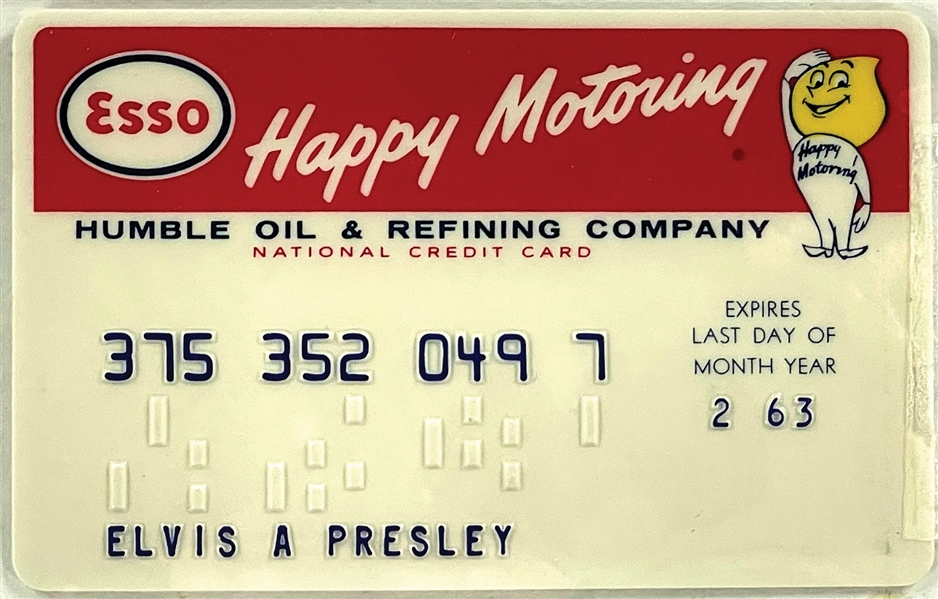 Esso
Happy Motoring
Happy
Motoring
HUMBLE OIL & REFINING COMPANY
NATIONAL CREDIT CARD
EXPIRES
LAST DAY OF
MONTH YEAR
375 352 049 7
2 63
ELVIS A PRESLEY